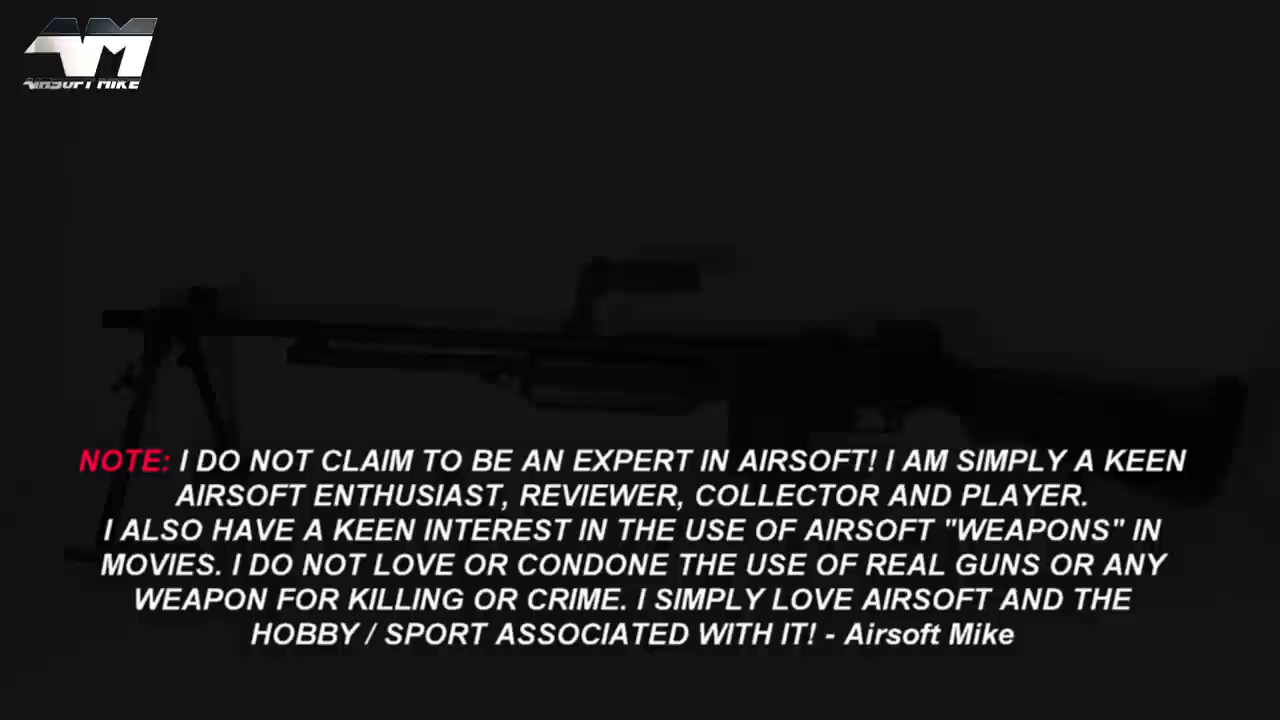 AIRSOFT MIKE
NOTE: I DO NOT CLAIM TO BE AN EXPERT IN AIRSOFT! I AM SIMPLY A KEEN
AIRSOFT ENTHUSIAST, REVIEWER, COLLECTOR AND PLAYER.
I ALSO HAVE A KEEN INTEREST IN THE USE OF AIRSOFT "WEAPONS" IN
MOVIES. I DO NOT LOVE OR CONDONE THE USE OF REAL GUNS OR ANY
WEAPON FOR KILLING OR CRIME. I SIMPLY LOVE AIRSOFT AND THE
HOBBY / SPORT ASSOCIATED WITH IT! - Airsoft Mike